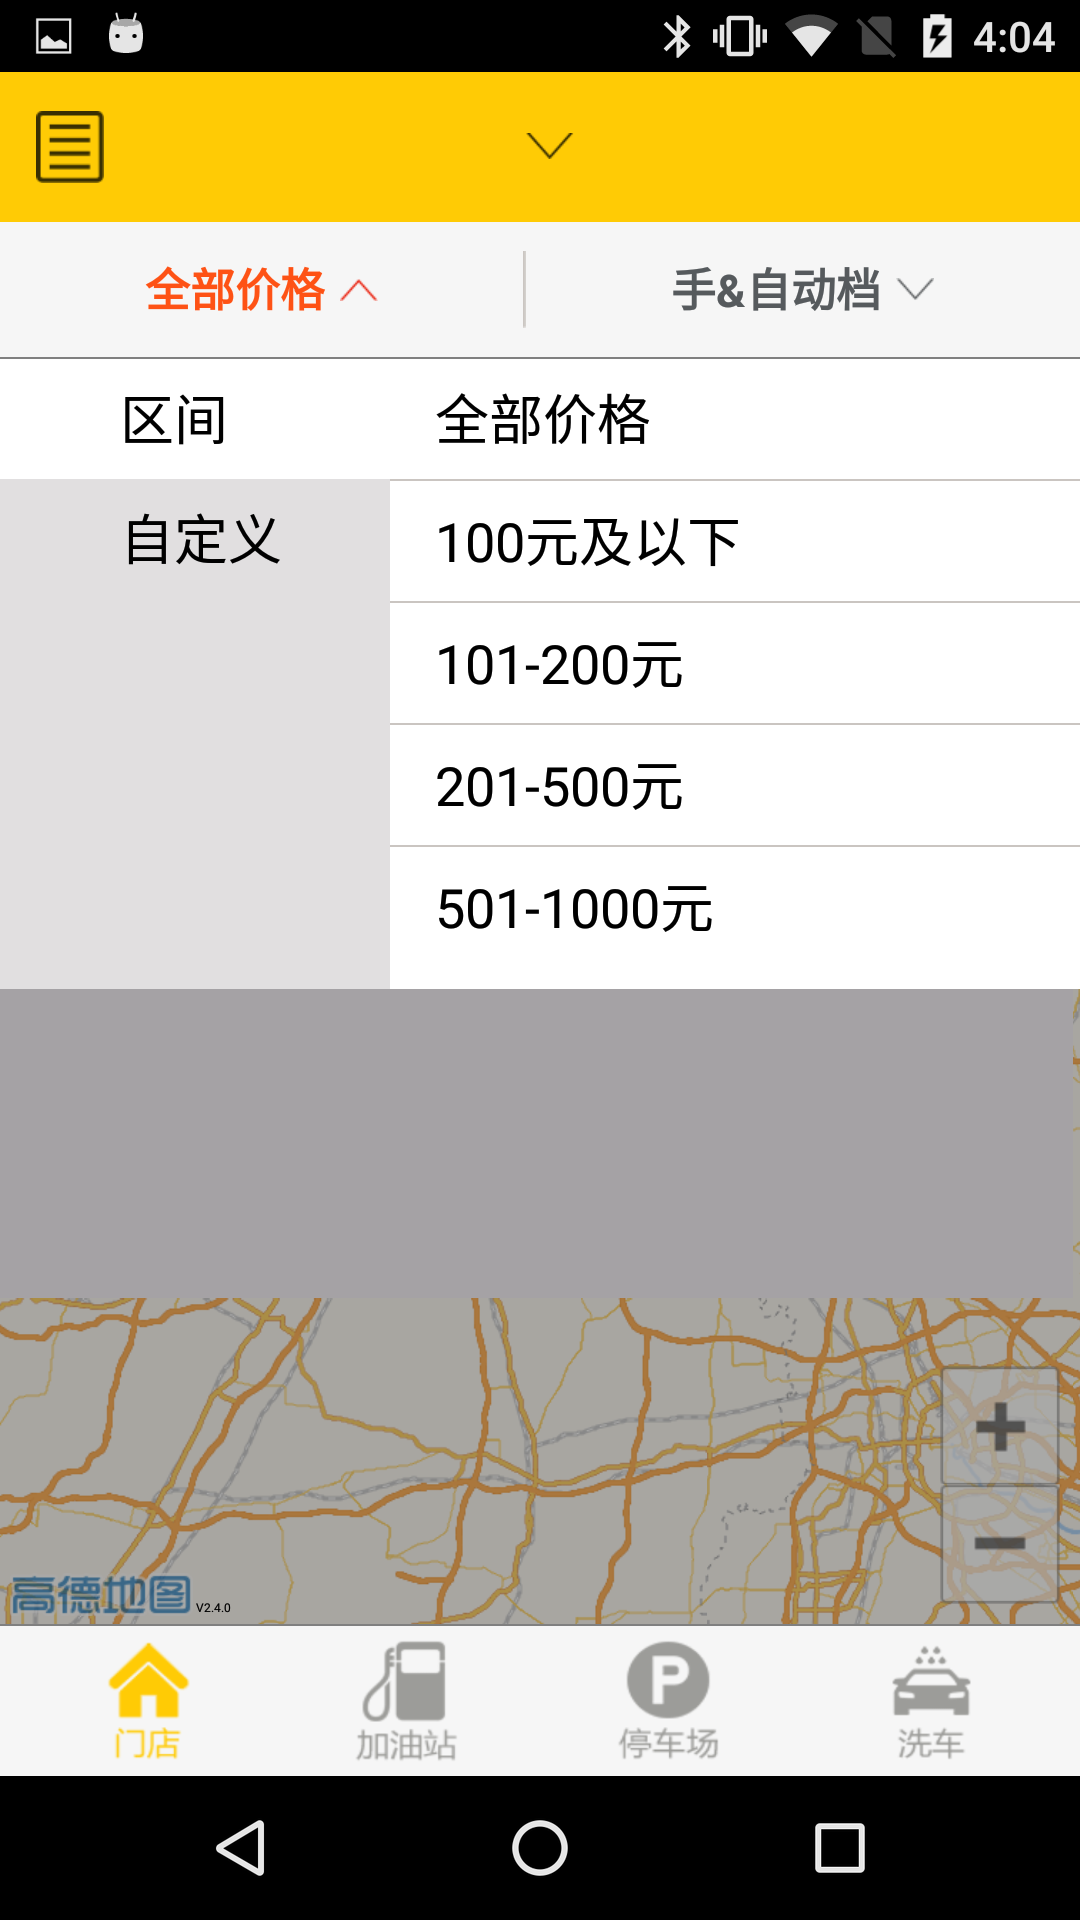 4:04
全部价格
手&自动档
区间
全部价格
自定义
100元及以下
101-200元
201-500元
501-1000元
高德地图 V2.4.0
门店
加油站
P
停车场
洗车